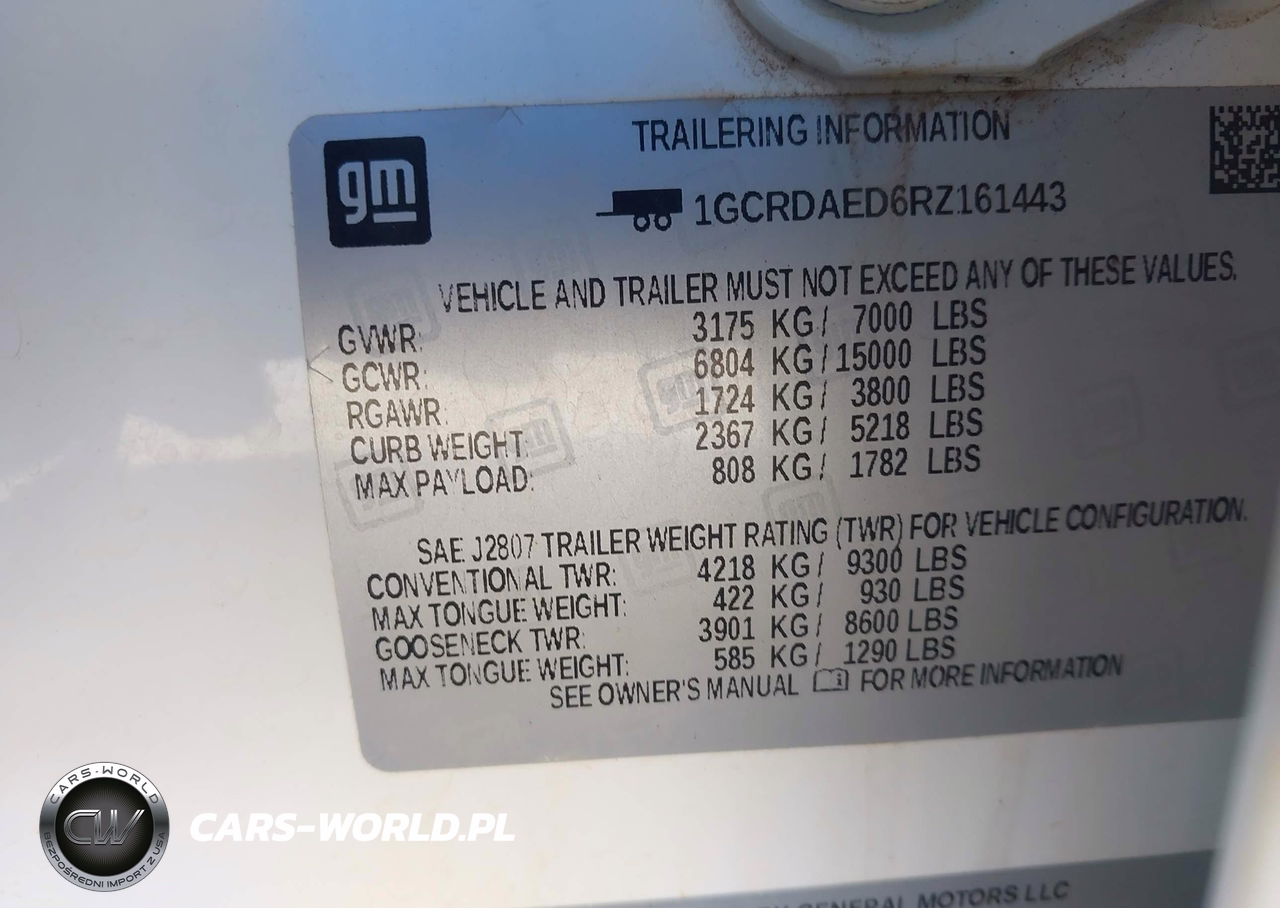 gm
TRAILERING INFORMATION
1GCRDAED6RZ161443
VEHICLE AND TRAILER MUST NOT EXCEED ANY OF THESE VALUES.
GVWR: 3175 KG/ 7000 LBS
GCWR: 6804 KG/15000 LBS
RGAWR: 1724 KG/ 3800 LBS
CURB WEIGHT: 2367 KG/ 5218 LBS
MAX PAYLOAD: 808 KG/ 1782 LBS
SAE J2807 TRAILER WEIGHT RATING (TWR) FOR VEHICLE CONFIGURATION.
CONVENTIONAL TWR: 4218 KG/ 9300 LBS
MAX TONGUE WEIGHT: 422 KG/ 930 LBS
GOOSENECK TWR: 3901 KG/ 8600 LBS
MAX TONGUE WEIGHT: 585 KG/ 1290 LBS
SEE OWNER'S MANUAL FOR MORE INFORMATION
CARS-WORLD
CW
BEZPOŚREDNI IMPORT Z USA
CARS-WORLD.PL
GENERAL MOTORS LLC